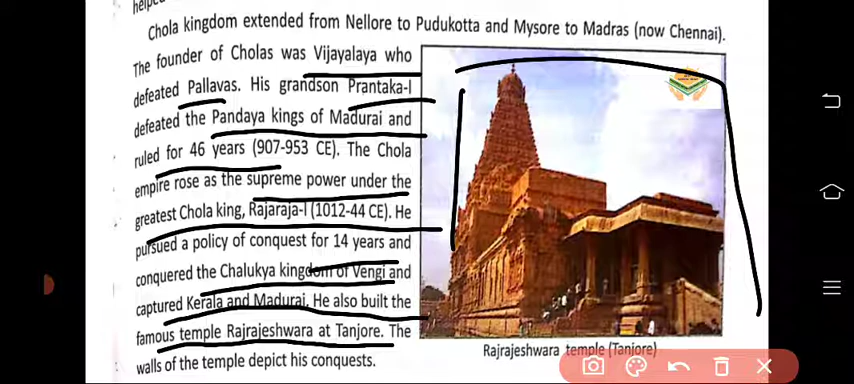 Chola kingdom extended from Nellore to Pudukotta and Mysore to Madras (now Chennai).
The founder of Cholas was Vijayalaya who
defeated Pallavas. His grandson Prantaka-I
defeated the Pandaya kings of Madurai and
ruled for 46 years (907-953 CE). The Chola
empire rose as the supreme power under the
greatest Chola king, Rajaraja-I (1012-44 CE). He
pursued a policy of conquest for 14 years and
conquered the Chalukya kingdom of Vengi and
captured Kerala and Madurai. He also built the
famous temple Rajrajeshwara at Tanjore. The
walls of the temple depict his conquests.
Rajrajeshwara temple (Tanjore)